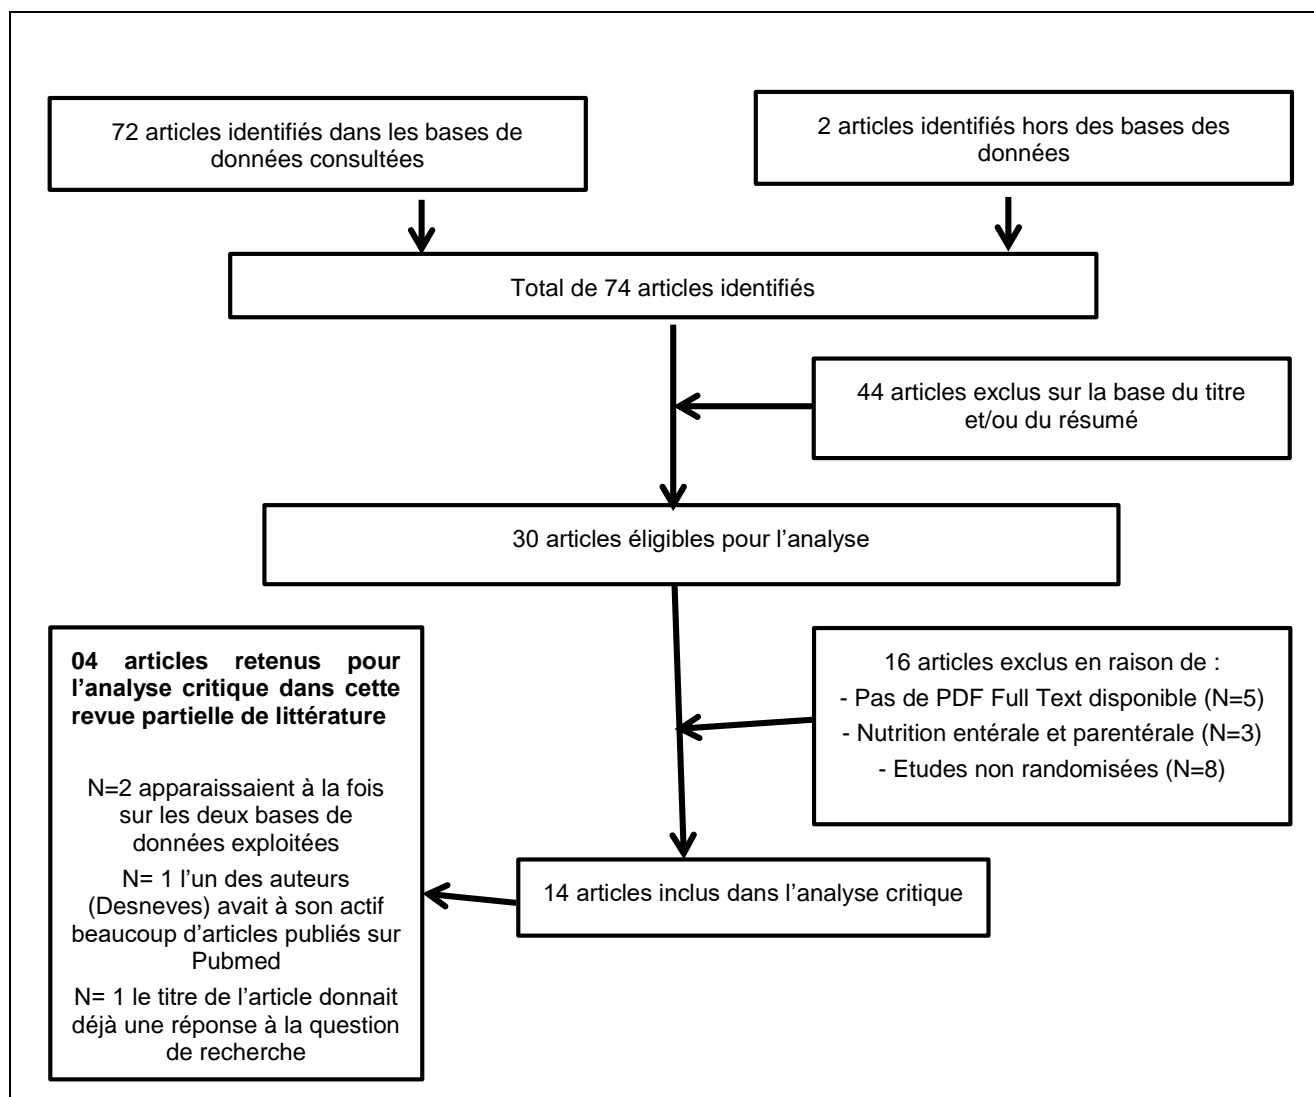 72 articles identifiés dans les bases de
données consultées
2 articles identifiés hors des bases des
données
Total de 74 articles identifiés
44 articles exclus sur la base du titre
et/ou du résumé
30 articles éligibles pour l’analyse
16 articles exclus en raison de :
- Pas de PDF Full Text disponible (N=5)
- Nutrition entérale et parentérale (N=3)
- Etudes non randomisées (N=8)
14 articles inclus dans l’analyse critique
04 articles retenus pour
l’analyse critique dans cette
revue partielle de littérature
N=2 apparaissaient à la fois
sur les deux bases de
données exploitées
N= 1 l’un des auteurs
(Desneves) avait à son actif
beaucoup d’articles publiés sur
Pubmed
N= 1 le titre de l’article donnait
déjà une réponse à la question
de recherche